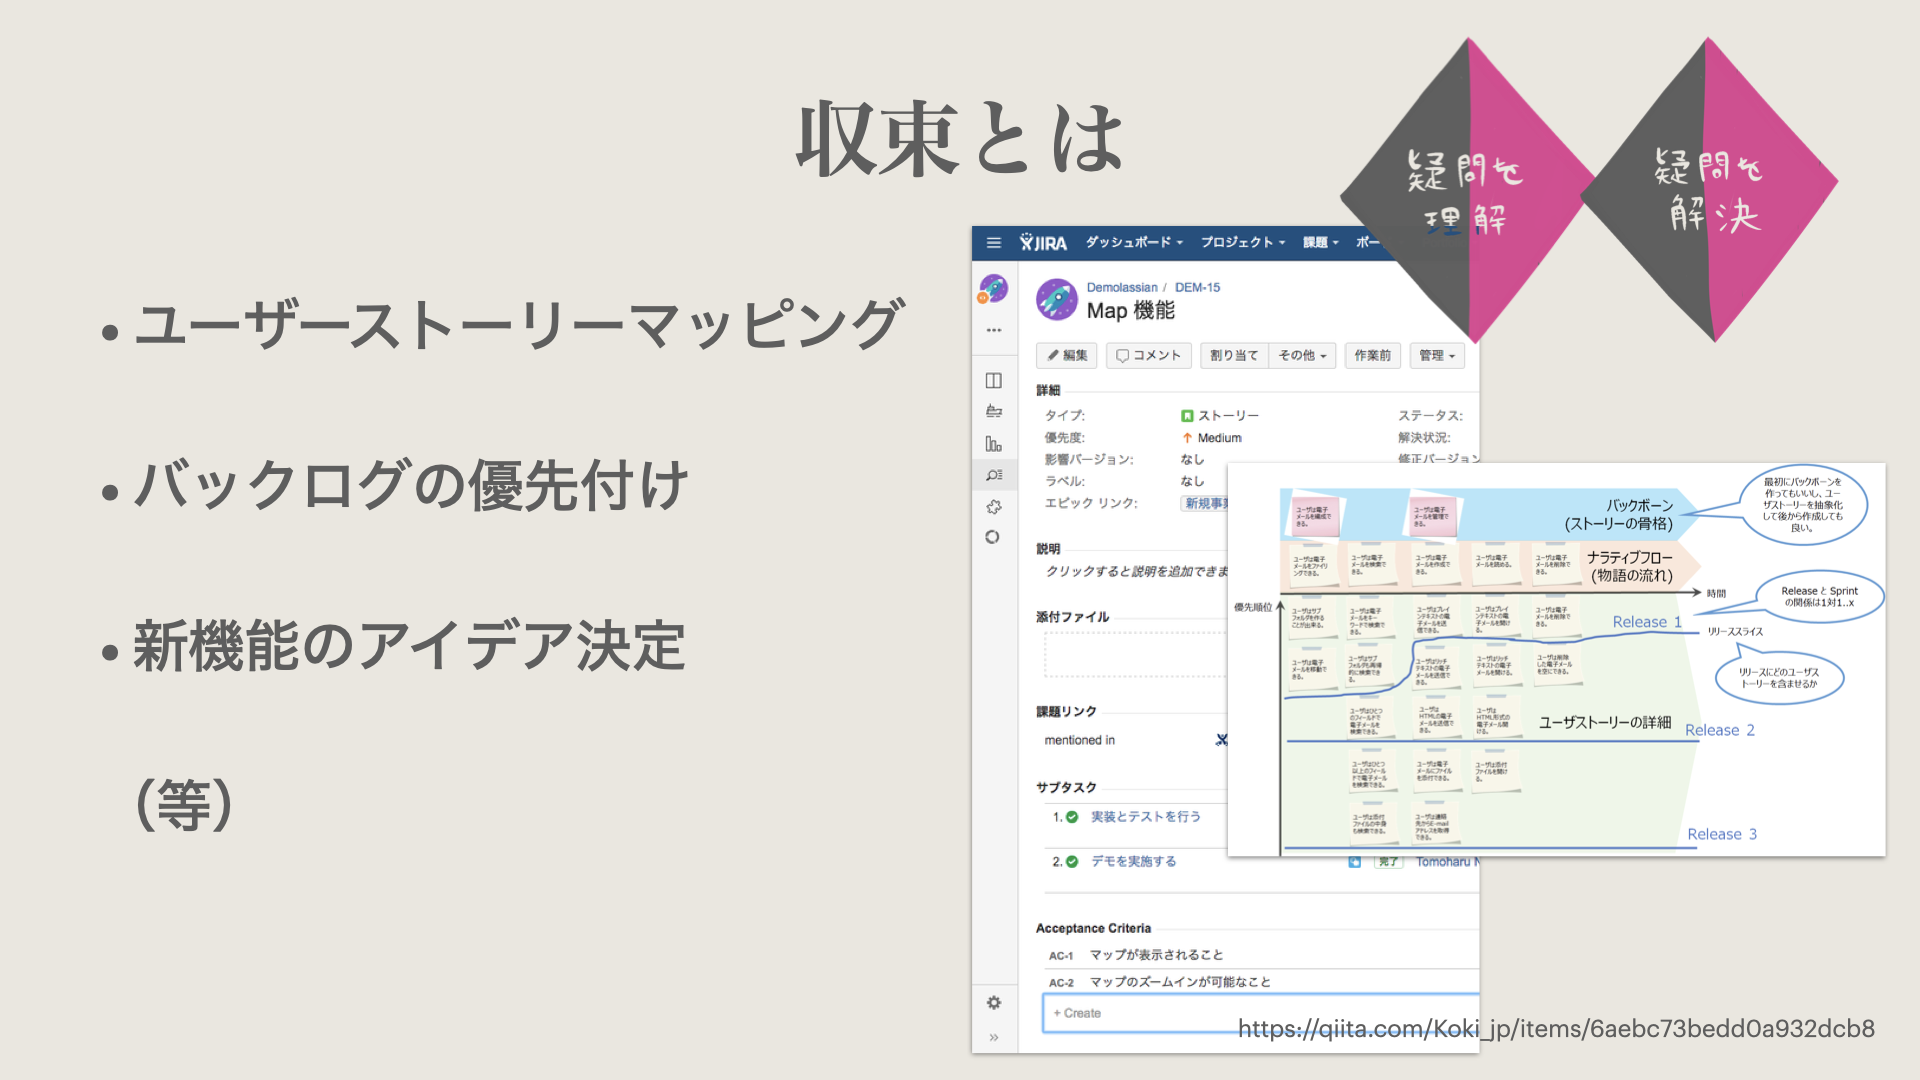 収束とは
疑問を
理解
疑問を
解決
•ユーザーストーリーマッピング
•バックログの優先付け
•新機能のアイデア決定
（等）
JIRA ダッシュボード プロジェクト 課題 ボー
Demolassian / DEM-15
Map 機能
編集 コメント 割り当て その他 作業前 管理
詳細
タイプ: ストーリー ステータス:
優先度: Medium 解決状況:
影響バージョン: なし 修正バージョン
ラベル: なし
エピック リンク: 新規事業
説明
クリックすると説明を追加できま
添付ファイル
課題リンク
mentioned in
サブタスク
1. 実装とテストを行う
2. デモを実施する 完了 Tomoharu N
Acceptance Criteria
AC-1 マップが表示されること
AC-2 マップのズームインが可能なこと
+ Create
バックボーン
(ストーリーの骨格)
最初にバックボーンを
作ってもいいし、ユー
ザストーリーを抽象化
して後から作成しても
良い。
ナラティブフロー
(物語の流れ)
時間
優先順位
Release と Sprint
の関係は1対1..x
Release 1
リリーススライス
リリースにどのユーザス
トーリーを含ませるか
ユーザストーリーの詳細
Release 2
Release 3
https://qiita.com/Koki_jp/items/6aebc73bedd0a932dcb8